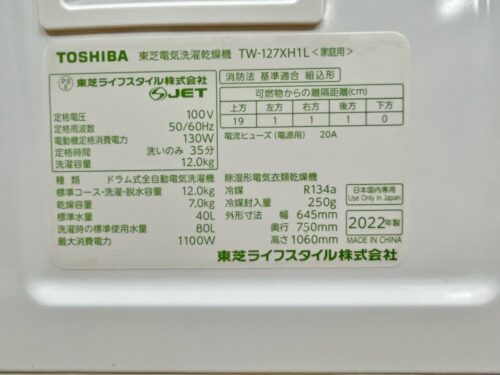 TOSHIBA 東芝電気洗濯乾燥機 TW-127XH1L <家庭用>
PS E 東芝ライフスタイル株式会社
S JET
定格電圧 100V
定格周波数 50/60Hz
電動機定格消費電力 130W
定格時間 洗いのみ 35分
洗濯容量 12.0kg
消防法 基準適合 組込形
可燃物からの離隔距離(cm)
上方 左方 右方 後方 下方
19 1 1 1 0
電流ヒューズ(電源用) 20A
種類 ドラム式全自動電気洗濯機
標準コース・洗濯・脱水容量 12.0kg
乾燥容量 7.0kg
標準水量 40L
洗濯時の標準使用水量 80L
最大消費電力 1100W
除湿形電気衣類乾燥機
冷媒 R134a
冷媒封入量 250g
外形寸法 幅 645mm
奥行 750mm
高さ 1060mm
日本国内専用
Use Only in Japan
2022年製
MADE IN CHINA
東芝ライフスタイル株式会社